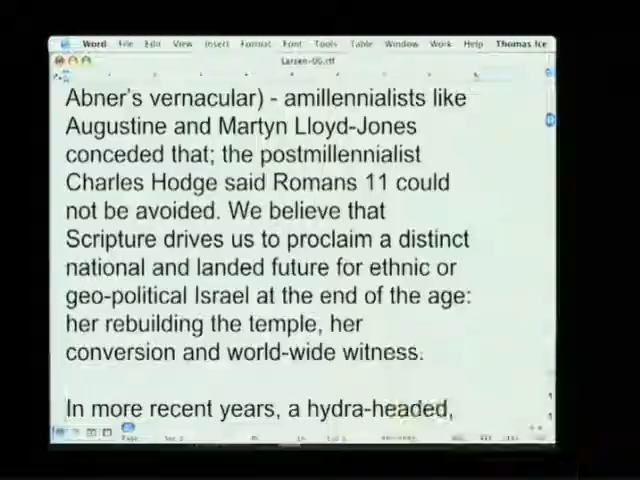 Word File Edit View Insert Format Font Tools Table Window Work Help Thomas Ice
Larsen-06.rtf
Abner's vernacular) - amillennialists like
Augustine and Martyn Lloyd-Jones
conceded that; the postmillennialist
Charles Hodge said Romans 11 could
not be avoided. We believe that
Scripture drives us to proclaim a distinct
national and landed future for ethnic or
geo-political Israel at the end of the age:
her rebuilding the temple, her
conversion and world-wide witness.
In more recent years, a hydra-headed,
Page